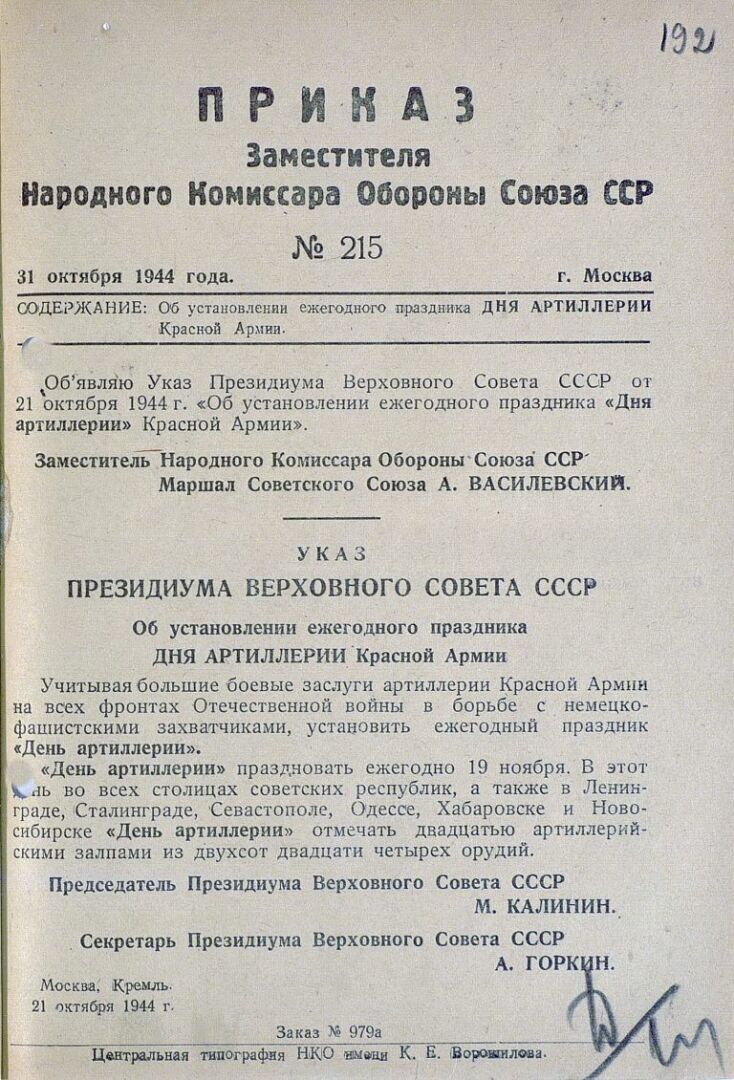 192
ПРИКАЗ
Заместителя
Народного Комиссара Обороны Союза ССР
№ 215
31 октября 1944 года. г. Москва
СОДЕРЖАНИЕ: Об установлении ежегодного праздника ДНЯ АРТИЛЛЕРИИ
Красной Армии.
Об'являю Указ Президиума Верховного Совета СССР от
21 октября 1944 г. «Об установлении ежегодного праздника «Дня
артиллерии» Красной Армии».
Заместитель Народного Комиссара Обороны Союза ССР
Маршал Советского Союза А. ВАСИЛЕВСКИЙ.
УКАЗ
ПРЕЗИДИУМА ВЕРХОВНОГО СОВЕТА СССР
Об установлении ежегодного праздника
ДНЯ АРТИЛЛЕРИИ Красной Армии
Учитывая большие боевые заслуги артиллерии Красной Армии
на всех фронтах Отечественной войны в борьбе с немецко-
фашистскими захватчиками, установить ежегодный праздник
«День артиллерии».
«День артиллерии» праздновать ежегодно 19 ноября. В этот
день во всех столицах советских республик, а также в Ленин-
граде, Сталинграде, Севастополе, Одессе, Хабаровске и Ново-
сибирске «День артиллерии» отмечать двадцатью артиллерий-
скими залпами из двухсот двадцати четырех орудий.
Председатель Президиума Верховного Совета СССР
М. КАЛИНИН.
Секретарь Президиума Верховного Совета СССР
А. ГОРКИН.
Москва, Кремль.
21 октября 1944 г.
Заказ № 979а
Центральная типография НКО имени К. Е. Ворошилова.